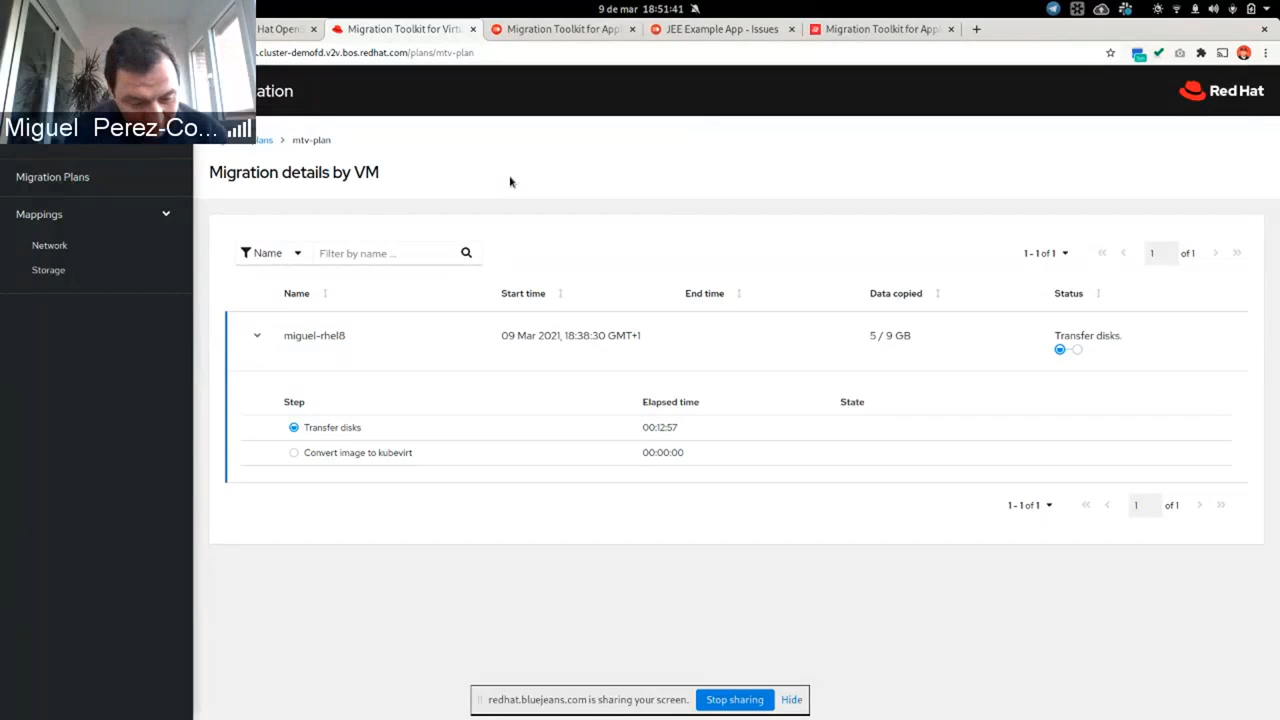 9 de mar 18:51:41
Hat OpenS
Migration Toolkit for Virtu
Migration Toolkit for Appl
JEE Example App - Issues
Migration Toolkit for Appl
.cluster-demofd.v2v.bos.redhat.com/plans/mtv-plan
ation
Red Hat
Miguel Perez-Co...
ans > mtv-plan
Migration Plans
Mappings
Network
Storage
Migration details by VM
Name
Filter by name ...
1 - 1 of 1
1 of 1
Name Start time End time Data copied Status
miguel-rhel8 09 Mar 2021, 18:38:30 GMT+1 5 / 9 GB Transfer disks.
Step Elapsed time State
Transfer disks 00:12:57
Convert image to kubevirt 00:00:00
1 - 1 of 1
1 of 1
redhat.bluejeans.com is sharing your screen. Stop sharing Hide